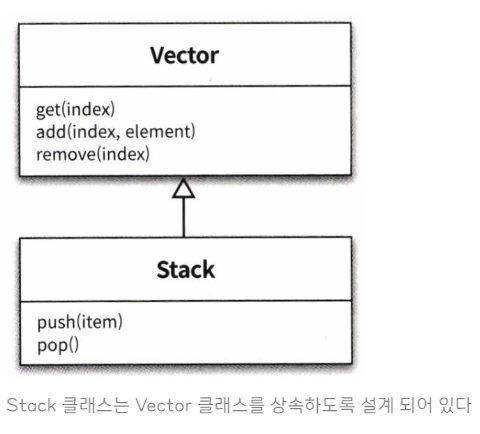 Vector
get(index)
add(index, element)
remove(index)
Stack
push(item)
pop()
Stack 클래스는 Vector 클래스를 상속하도록 설계 되어 있다